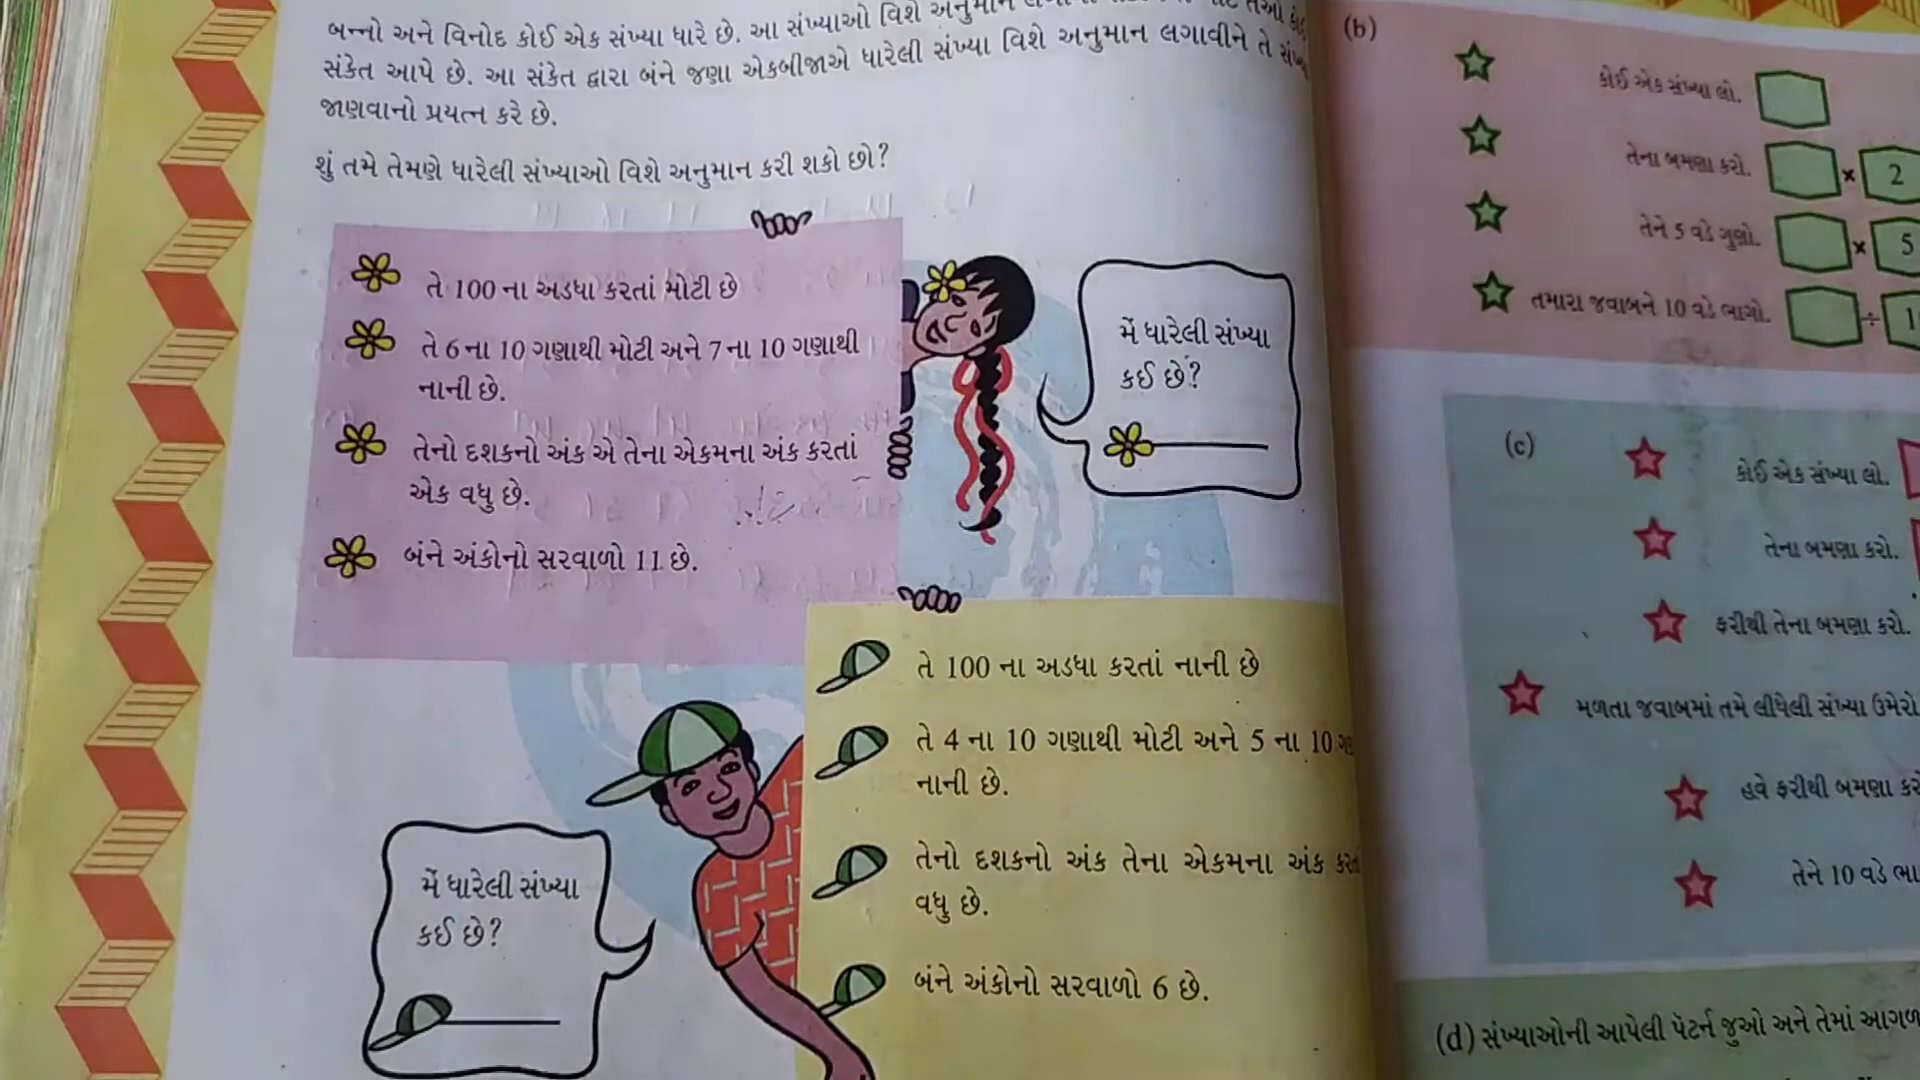 બન્નો અને વિનોદ કોઈ એક સંખ્યા ધારે છે. આ સંખ્યાઓ વિશે અનુમાન
સંકેત આપે છે. આ સંકેત દ્વારા બંને જણા એકબીજાએ ધારેલી સંખ્યા વિશે અનુમાન લગાવીને તે
જાણવાનો પ્રયત્ન કરે છે.
શું તમે તેમણે ધારેલી સંખ્યાઓ વિશે અનુમાન કરી શકો છો?
તે 100 ના અડધા કરતાં મોટી છે
તે 6 ના 10 ગણાથી મોટી અને 7 ના 10 ગણાથી
નાની છે.
તેનો દશકનો અંક એ તેના એકમના અંક કરતાં
એક વધુ છે.
બંને અંકોનો સરવાળો 11 છે.
મેં ધારેલી સંખ્યા
કઈ છે?
તે 100 ના અડધા કરતાં નાની છે
તે 4 ના 10 ગણાથી મોટી અને 5 ના 10
નાની છે.
તેનો દશકનો અંક તેના એકમના અંક
વધુ છે.
બંને અંકોનો સરવાળો 6 છે.
મેં ધારેલી સંખ્યા
કઈ છે?
(b)
કોઈ એક સંખ્યા લો.
તેના બમણા કરો. × 2
તેને 5 વડે ગુણો. × 5
તમારા જવાબને 10 વડે ભાગો. ÷
(c)
કોઈ એક સંખ્યા લો.
તેના બમણા કરો.
ફરીથી તેના બમણા કરો.
મળતા જવાબમાં તમે લીધેલી સંખ્યા ઉમેરો
હવે ફરીથી બમણા
તેને 10 વડે
(d) સંખ્યાઓની આપેલી પૅટર્ન જુઓ અને તેમાં આગળ